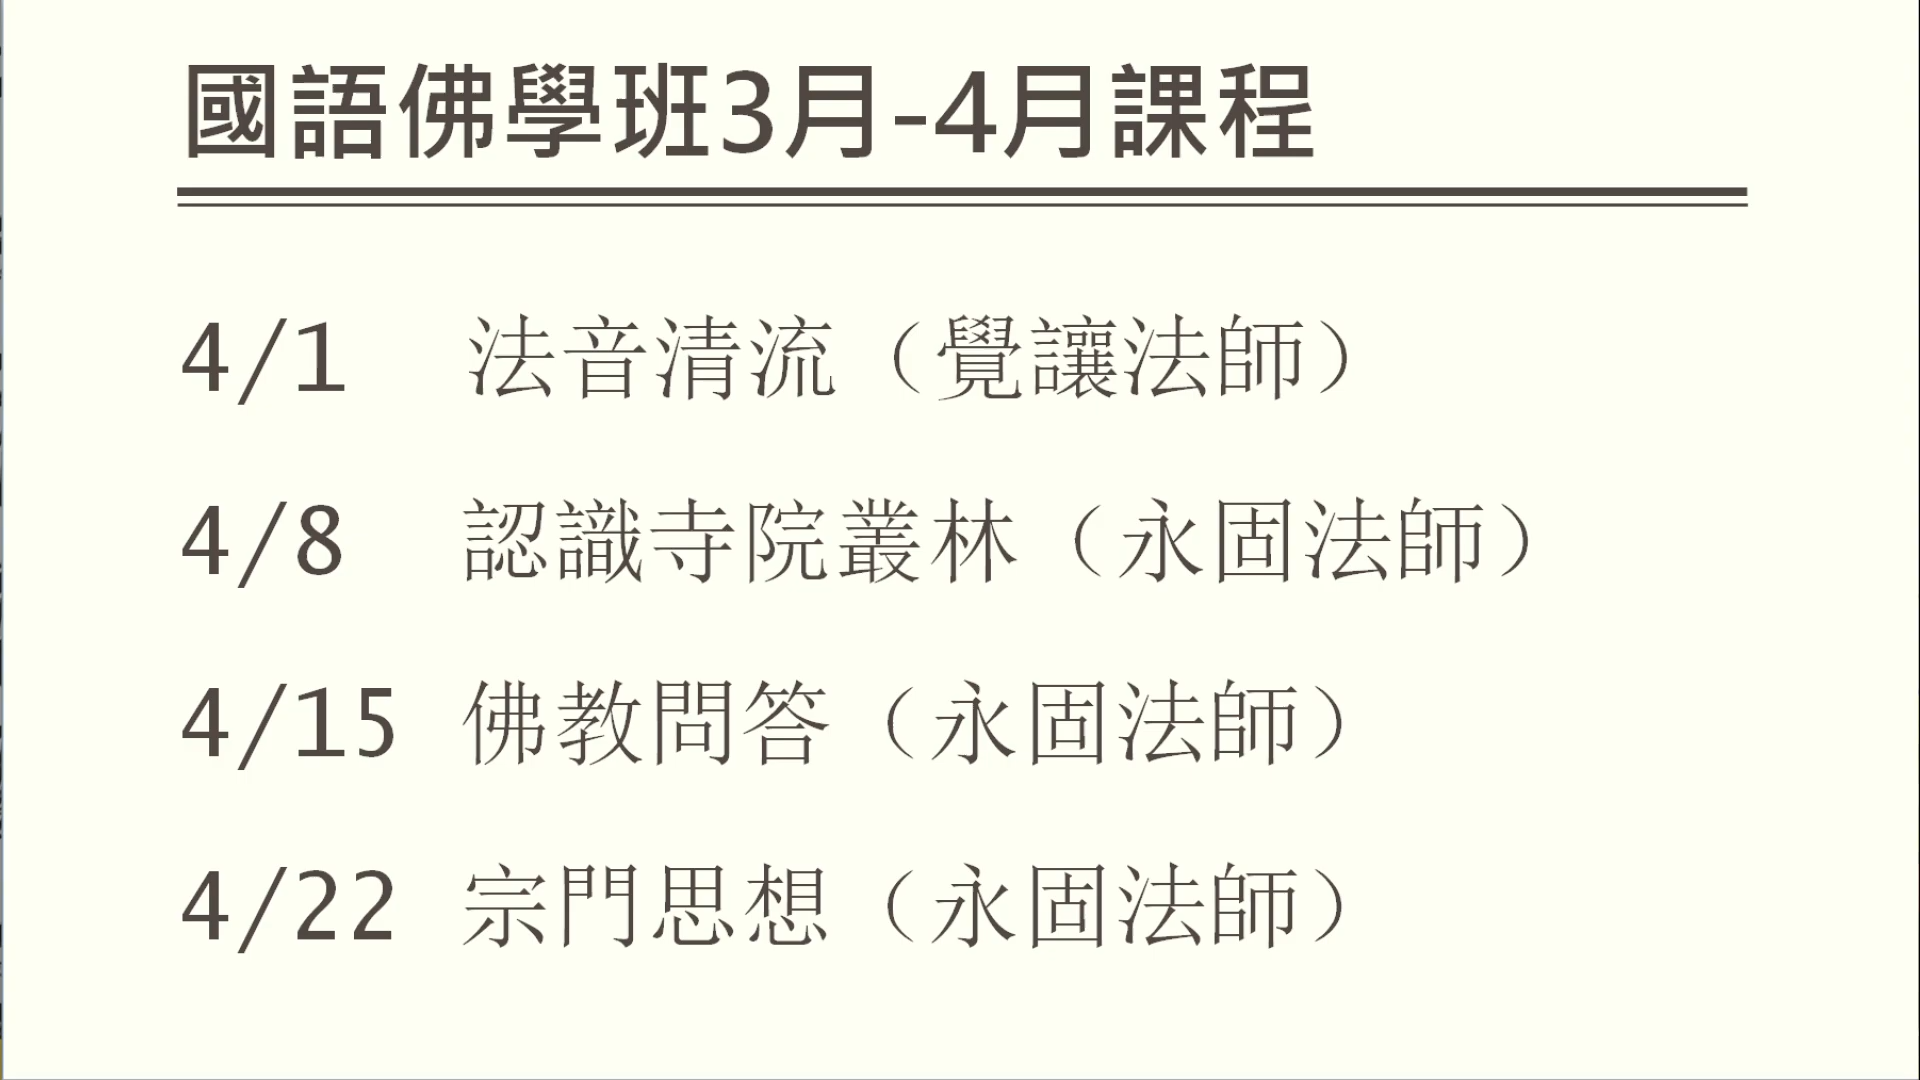 國語佛學班3月-4月課程
4/1 法音清流（覺讓法師）
4/8 認識寺院叢林（永固法師）
4/15 佛教問答（永固法師）
4/22 宗門思想（永固法師）